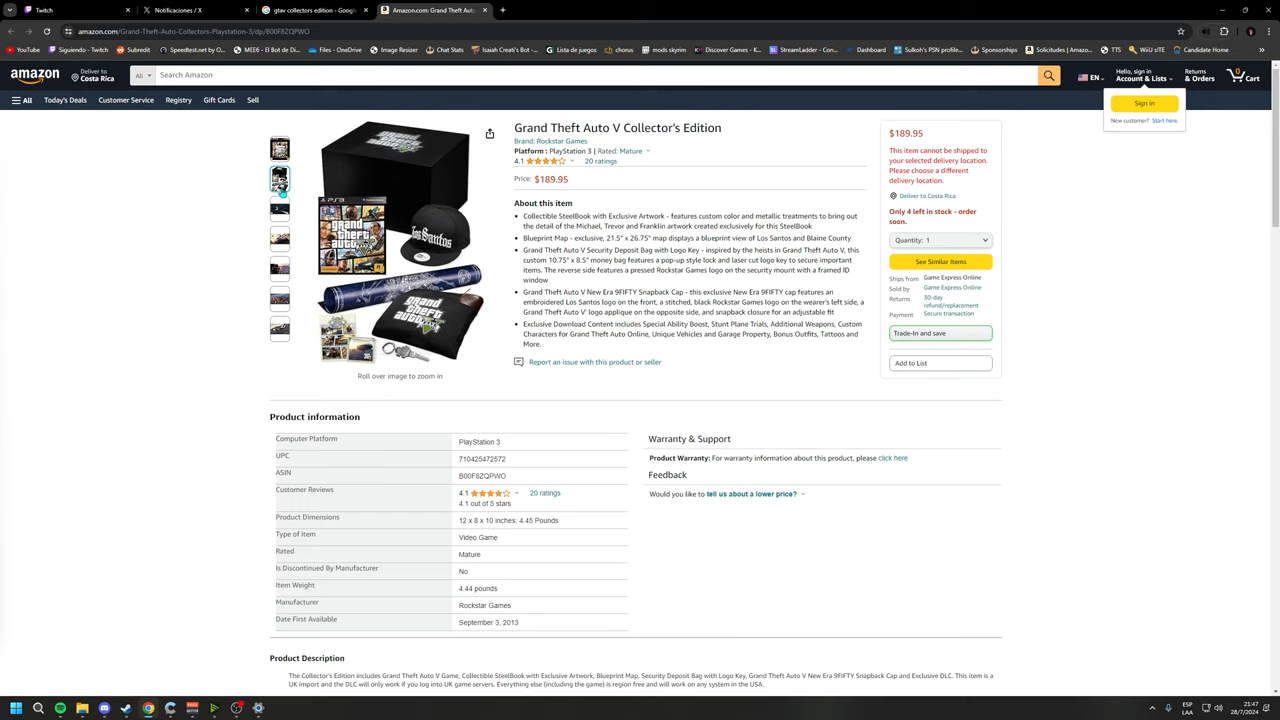 Twitch
Notificaciones / X
gtav collectors edition - Google
Amazon.com: Grand Theft Auto
amazon.com/Grand-Theft-Auto-Collectors-Playstation-3/dp/B00F8ZQPWO
YouTube
Siguiendo - Twitch
Subredit
MEE6 El Bot de Dis...
Files - OneDrive
Image Resizer
Chat Stats
Isaiah Creati's Bot -...
Lista de juegos
chorus
mods skyrim
Discover Games - K...
StreamLadder - Clo...
Dashboard
Sulkoh's PSN profile...
Sponsorships
Solicitudes | Amazo...
TTS
WiiU siTE
Comandos
amazon
Deliver to
Costa Rica
All
Search Amazon
EN
Hello, sign in
Account & Lists
Returns
& Orders
0
Cart
All
Today's Deals
Customer Service
Registry
Gift Cards
Sell
Sign in
New customer? Start here.
Grand Theft Auto V Collector's Edition
Brand: Rockstar Games
Platform : PlayStation 3 | Rated: Mature
4.1
20 ratings
Price: $189.95
About this item
Collectible SteelBook with Exclusive Artwork - features custom color and metallic treatments to bring out
the detail of the Michael, Trevor and Franklin artwork created exclusively for this SteelBook
Blueprint Map - exclusive, 21.5" x 26.75" map displays a blueprint view of Los Santos and Blaine County
Grand Theft Auto V Security Deposit Bag with Logo Key - inspired by the heists in Grand Theft Auto V, this
custom 10.75" x 8.5" money bag features a pop-up style lock and laser cut logo key to secure important
items. The reverse side features a pressed Rockstar Games logo on the security mount with a framed ID
window
Grand Theft Auto V New Era 9FIFTY Snapback Cap - this exclusive New Era 9FIFTY cap features an
embroidered Los Santos logo on the front, a stitched, black Rockstar Games logo on the wearer's left side, a
Grand Theft Auto V' logo applique on the opposite side, and snapback closure for an adjustable fit
Exclusive Download Content includes Special Ability Boost, Stunt Plane Trials, Additional Weapons, Custom
Characters for Grand Theft Auto Online, Unique Vehicles and Garage Property, Bonus Outfits, Tattoos and
More.
Report an issue with this product or seller
PS3
grand
theft
auto
Los Santos
Roll over image to zoom in
$189.95
This item cannot be shipped to
your selected delivery location.
Please choose a different
delivery location.
Deliver to Costa Rica
Only 4 left in stock - order
soon.
Quantity: 1
See Similar Items
Ships from Game Express Online
Sold by Game Express Online
Returns 30-day
refund/replacement
Payment Secure transaction
Trade-In and save
Add to List
Product information
Computer Platform PlayStation 3
UPC 710425472572
ASIN B00F8ZQPWO
Customer Reviews 4.1 20 ratings
4.1 out of 5 stars
Product Dimensions 12 x 8 x 10 inches; 4.45 Pounds
Type of item Video Game
Rated Mature
Is Discontinued By Manufacturer No
Item Weight 4.44 pounds
Manufacturer Rockstar Games
Date First Available September 3, 2013
Warranty & Support
Product Warranty: For warranty information about this product, please click here
Feedback
Would you like to tell us about a lower price?
Product Description
The Collector's Edition includes Grand Theft Auto V Game, Collectible SteelBook with Exclusive Artwork, Blueprint Map, Security Deposit Bag with Logo Key, Grand Theft Auto V New Era 9FIFTY Snapback Cap and Exclusive DLC. This item is a
UK import and the DLC will only work if you log into UK game servers. Everything else (including the game) is region free and will work on any system in the USA.
ESP
LAA
21:47
28/7/2024